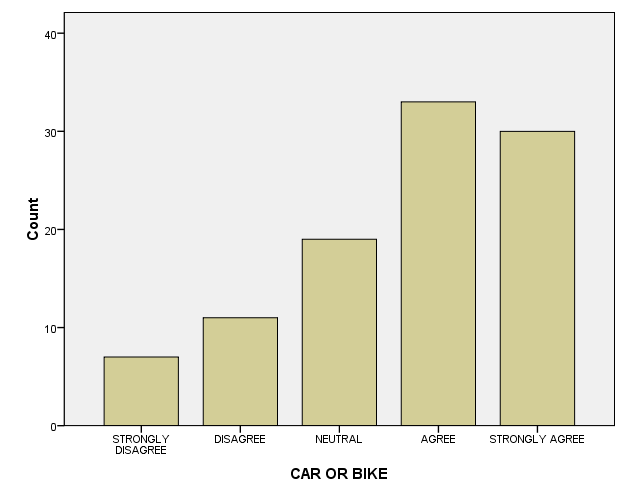 40
30
20
10
0
Count
STRONGLY
DISAGREE
DISAGREE
NEUTRAL
AGREE
STRONGLY AGREE
CAR OR BIKE